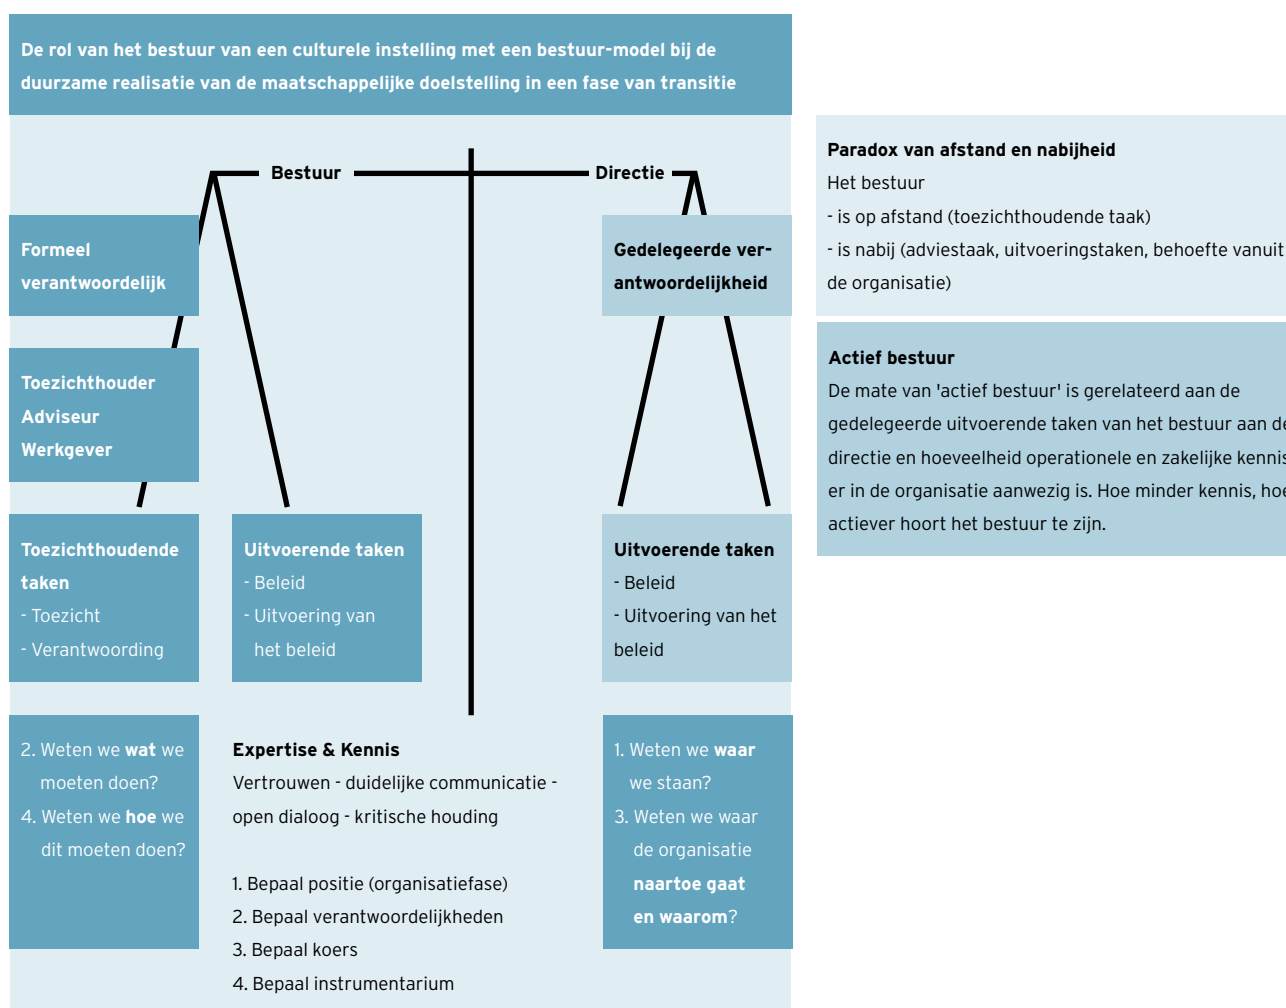 De rol van het bestuur van een culturele instelling met een bestuur-model bij de
duurzame realisatie van de maatschappelijke doelstelling in een fase van transitie
Bestuur
Directie
Formeel
verantwoordelijk
Toezichthouder
Adviseur
Werkgever
Toezichthoudende
taken
- Toezicht
- Verantwoording
Uitvoerende taken
- Beleid
- Uitvoering van
het beleid
Gedelegeerde ver-
antwoordelijkheid
Uitvoerende taken
- Beleid
- Uitvoering van het
beleid
2. Weten we wat we
moeten doen?
4. Weten we hoe we
dit moeten doen?
Expertise & Kennis
Vertrouwen - duidelijke communicatie -
open dialoog - kritische houding
1. Bepaal positie (organisatiefase)
2. Bepaal verantwoordelijkheden
3. Bepaal koers
4. Bepaal instrumentarium
1. Weten we waar
we staan?
3. Weten we waar
de organisatie
naartoe gaat
en waarom?
Paradox van afstand en nabijheid
Het bestuur
- is op afstand (toezichthoudende taak)
- is nabij (adviestaak, uitvoeringstaken, behoefte vanuit
de organisatie)
Actief bestuur
De mate van 'actief bestuur' is gerelateerd aan de
gedelegeerde uitvoerende taken van het bestuur aan de
directie en hoeveelheid operationele en zakelijke kennis
er in de organisatie aanwezig is. Hoe minder kennis, hoe
actiever hoort het bestuur te zijn.